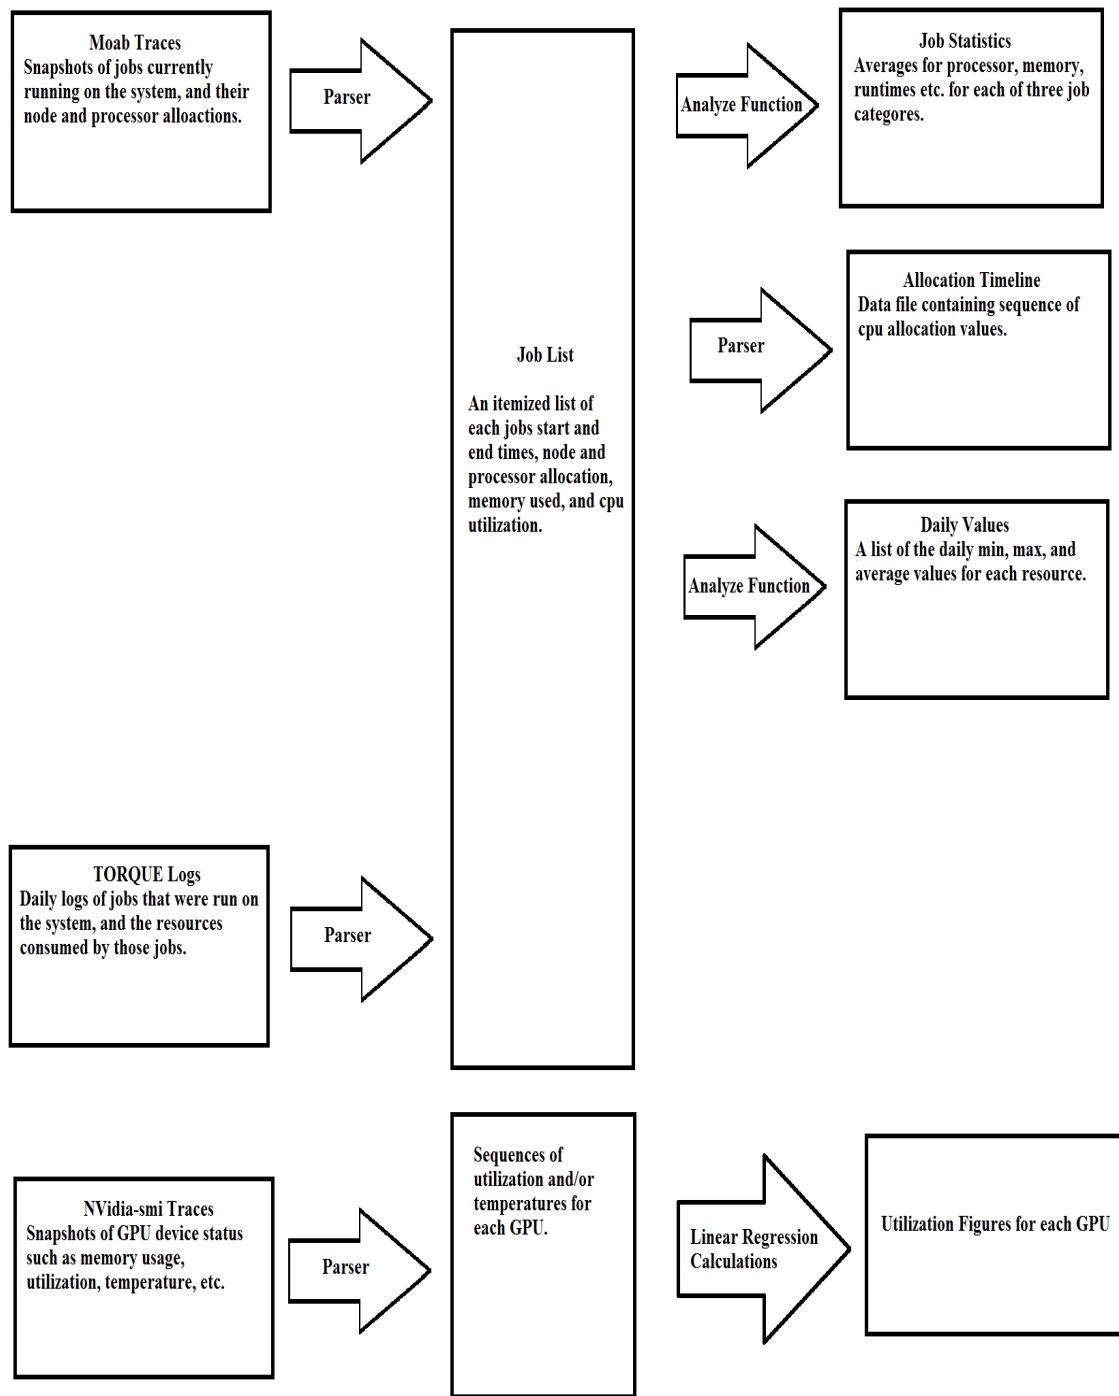 Moab Traces
Snapshots of jobs currently
running on the system, and their
node and processor alloactions.
Parser
Job List
An itemized list of
each jobs start and
end times, node and
processor allocation,
memory used, and cpu
utilization.
Analyze Function
Job Statistics
Averages for processor, memory,
runtimes etc. for each of three job
categores.
Parser
Allocation Timeline
Data file containing sequence of
cpu allocation values.
Analyze Function
Daily Values
A list of the daily min, max, and
average values for each resource.
TORQUE Logs
Daily logs of jobs that were run on
the system, and the resources
consumed by those jobs.
Parser
NVidia-smi Traces
Snapshots of GPU device status
such as memory usage,
utilization, temperature, etc.
Parser
Sequences of
utilization and/or
temperatures for
each GPU.
Linear Regression
Calculations
Utilization Figures for each GPU